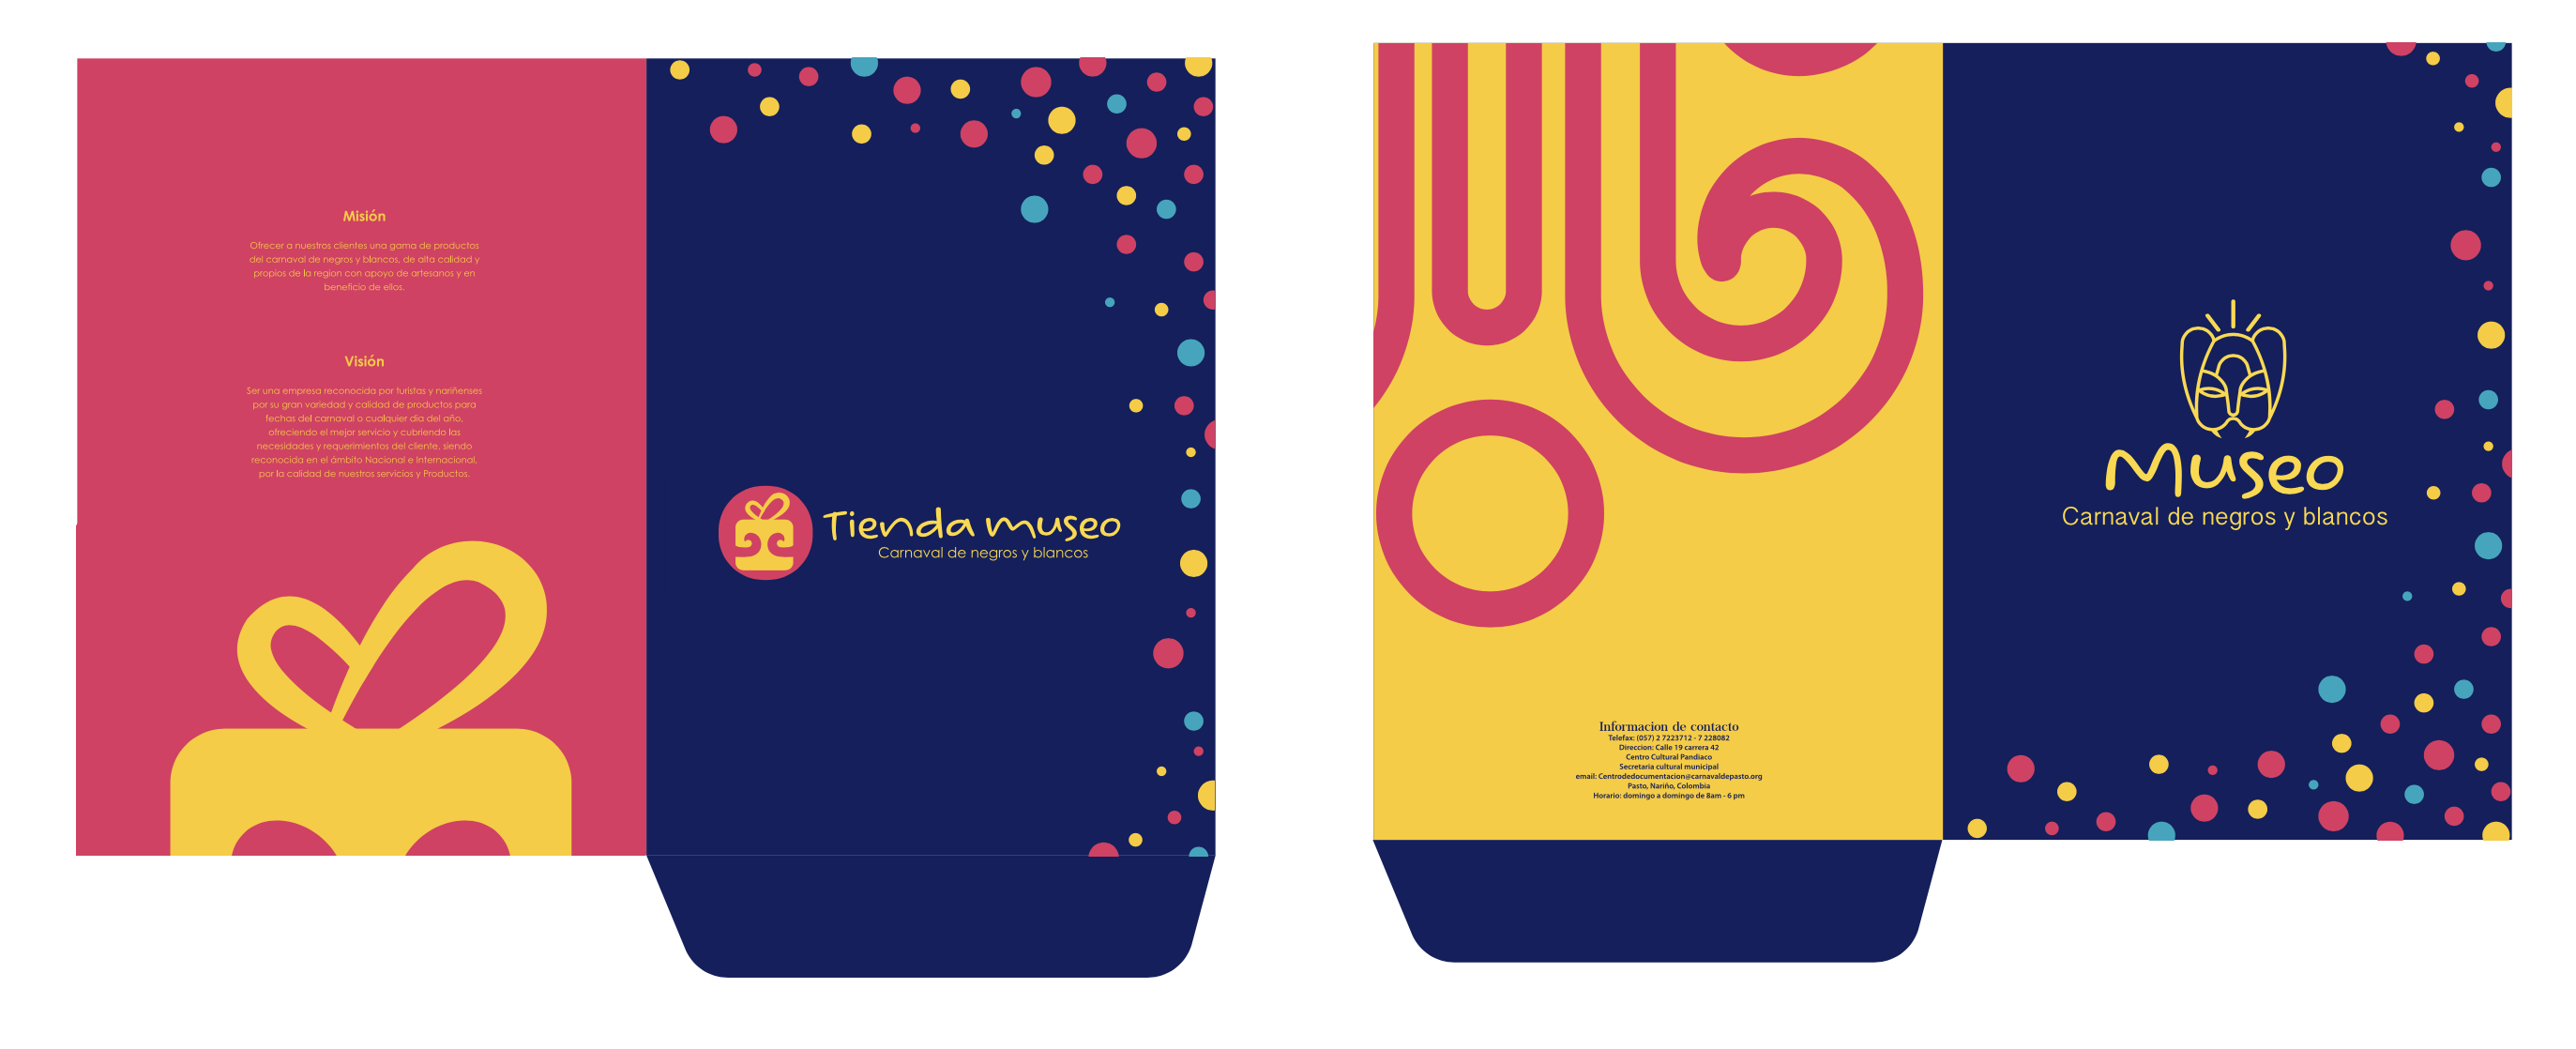 Misión
Ofrecer a nuestros clientes una gama de productos
del carnaval de negros y blancos, de alta calidad y
propios de la region con apoyo de artesanos y en
beneficio de ellos.
Visión
Ser una empresa reconocida por turistas y nariñenses
por su gran variedad y calidad de productos para
fechas del carnaval o cualquier dia del año,
ofreciendo el mejor servicio y cubriendo las
necesidades y requerimientos del cliente, siendo
reconocida en el ámbito Nacional e Internacional,
por la calidad de nuestros servicios y Productos.
Tienda museo
Carnaval de negros y blancos
Informacion de contacto
Telefax: (057) 2 7223712 - 7 228082
Direccion: Calle 19 carrera 42
Centro Cultural Pandiaco
Secretaria cultural municipal
email: Centrodedocumentacion@carnavaldepasto.org
Pasto, Nariño, Colombia
Horario: domingo a domingo de 8am - 6 pm
Museo
Carnaval de negros y blancos